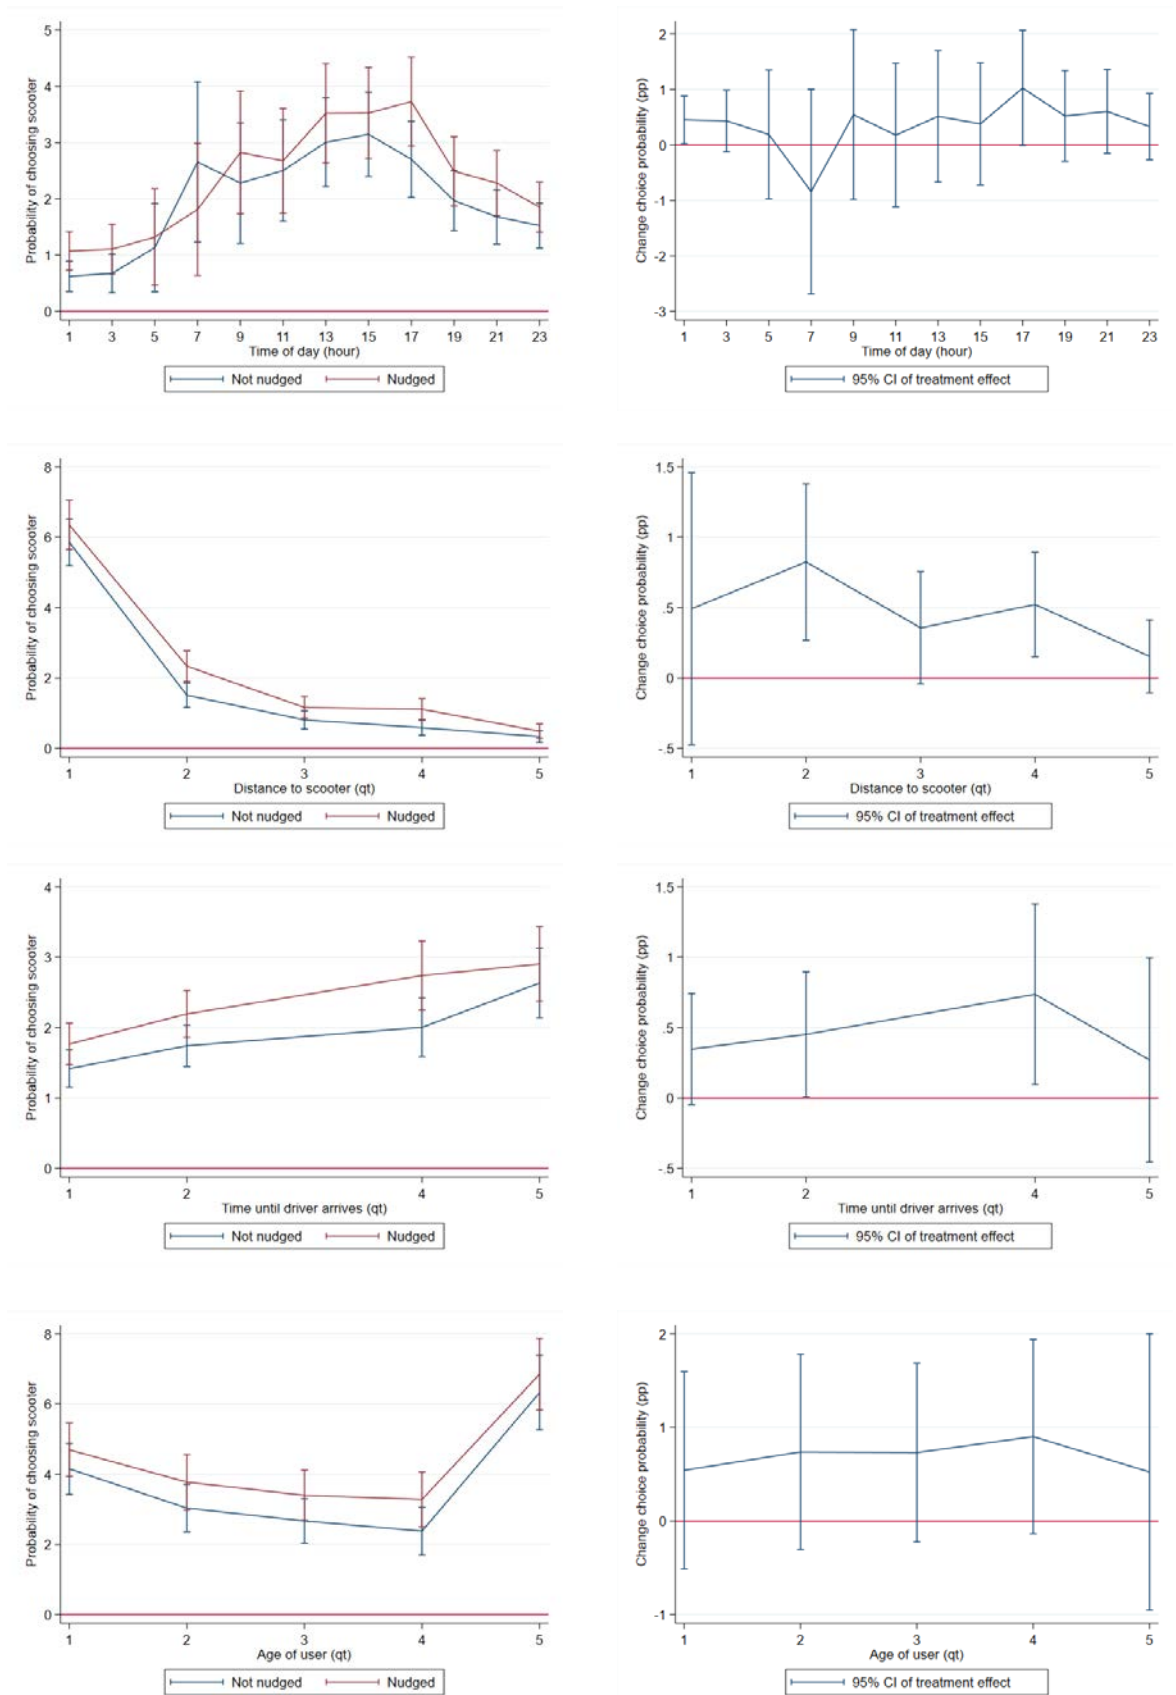 Probability of choosing scooter
5
4
3
2
1
0
1 3 5 7 9 11 13 15 17 19 21 23
Time of day (hour)
Not nudged Nudged
Change choice probability (pp)
2
1
0
-1
-2
-3
1 3 5 7 9 11 13 15 17 19 21 23
Time of day (hour)
95% CI of treatment effect
Probability of choosing scooter
8
6
4
2
0
1 2 3 4 5
Distance to scooter (qt)
Not nudged Nudged
Change choice probability (pp)
1.5
1
.5
0
-.5
1 2 3 4 5
Distance to scooter (qt)
95% CI of treatment effect
Probability of choosing scooter
4
3
2
1
0
1 2 4 5
Time until driver arrives (qt)
Not nudged Nudged
Change choice probability (pp)
1.5
1
.5
0
-.5
1 2 4 5
Time until driver arrives (qt)
95% CI of treatment effect
Probability of choosing scooter
8
6
4
2
0
1 2 3 4 5
Age of user (qt)
Not nudged Nudged
Change choice probability (pp)
2
1
0
-1
1 2 3 4 5
Age of user (qt)
95% CI of treatment effect